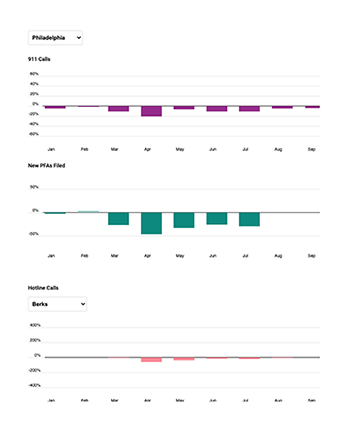 Philadelphia
911 Calls
60%
40%
20%
0%
-20%
-40%
-60%
Jan Feb Mar Apr May Jun Jul Aug Sep
New PFAs Filed
50%
0%
-50%
Jan Feb Mar Apr May Jun Jul Aug Sep
Hotline Calls
Berks
400%
200%
0%
-200%
-400%
Jan Feb Mar Apr May Jun Jul Aug Sep